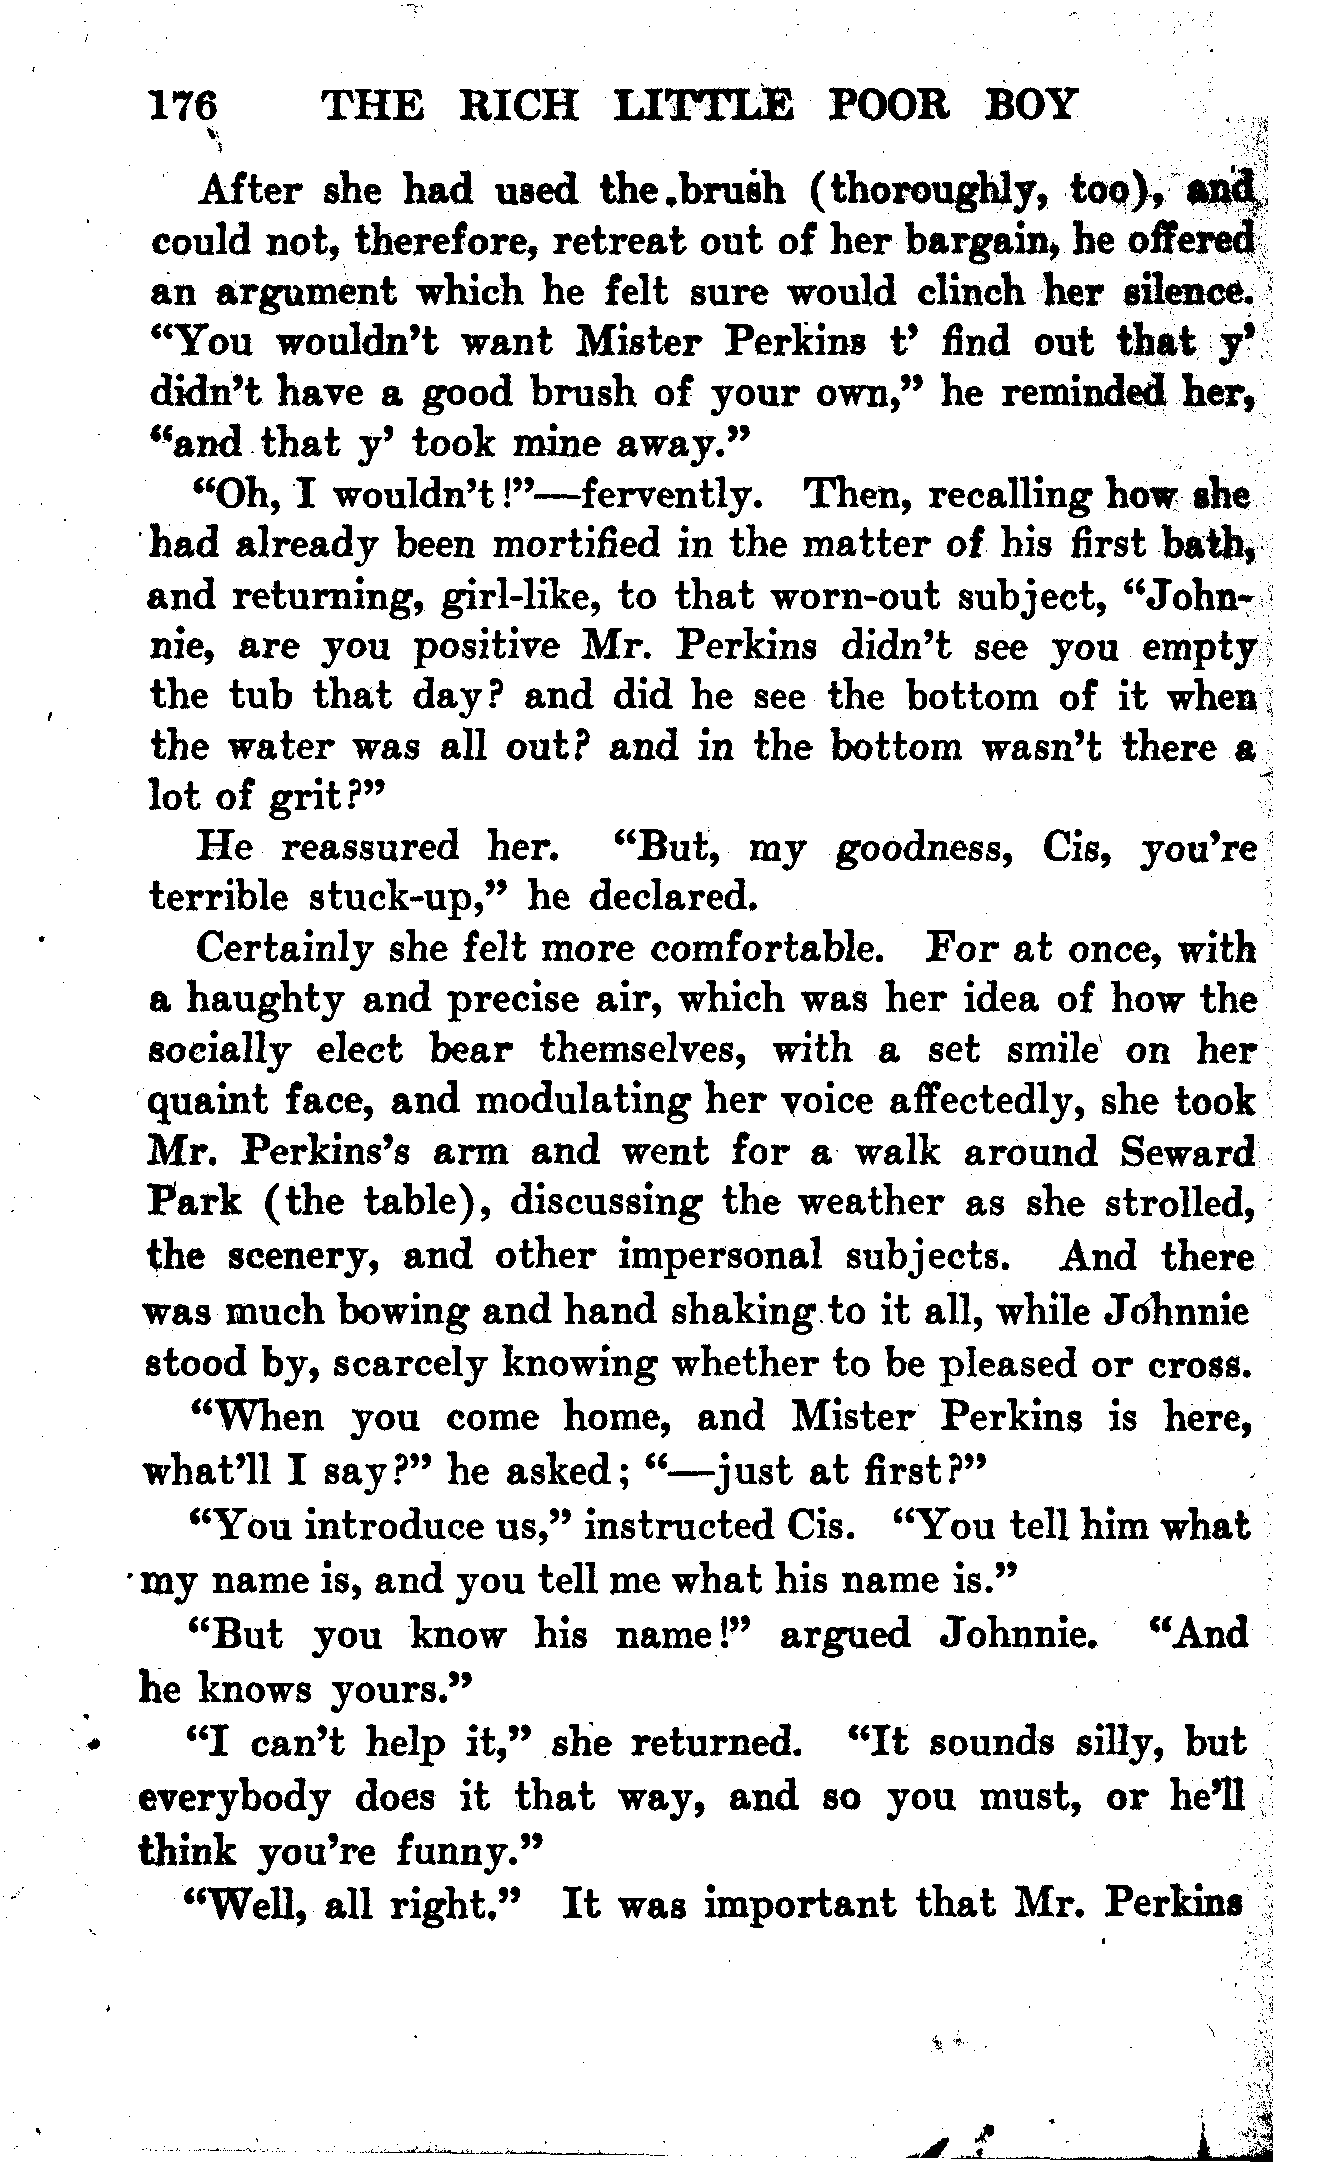 176 THE RICH LITTLE POOR BOY
After she had used the brush (thoroughly, too), and
could not, therefore, retreat out of her bargain, he offered
an argument which he felt sure would clinch her silence.
“You wouldn’t want Mister Perkins t’ find out that y’
didn’t have a good brush of your own,” he reminded her,
“and that y’ took mine away.”
“Oh, I wouldn’t!”—fervently. Then, recalling how she
had already been mortified in the matter of his first bath,
and returning, girl-like, to that worn-out subject, “John-
nie, are you positive Mr. Perkins didn’t see you empty
the tub that day? and did he see the bottom of it when
the water was all out? and in the bottom wasn’t there a
lot of grit?”
He reassured her. “But, my goodness, Cis, you’re
terrible stuck-up,” he declared.
Certainly she felt more comfortable. For at once, with
a haughty and precise air, which was her idea of how the
socially elect bear themselves, with a set smile on her
quaint face, and modulating her voice affectedly, she took
Mr. Perkins’s arm and went for a walk around Seward
Park (the table), discussing the weather as she strolled,
the scenery, and other impersonal subjects. And there
was much bowing and hand shaking to it all, while Johnnie
stood by, scarcely knowing whether to be pleased or cross.
“When you come home, and Mister Perkins is here,
what’ll I say?” he asked; “—just at first?”
“You introduce us,” instructed Cis. “You tell him what
my name is, and you tell me what his name is.”
“But you know his name!” argued Johnnie. “And
he knows yours.”
“I can’t help it,” she returned. “It sounds silly, but
everybody does it that way, and so you must, or he’ll
think you’re funny.”
“Well, all right.” It was important that Mr. Perkins